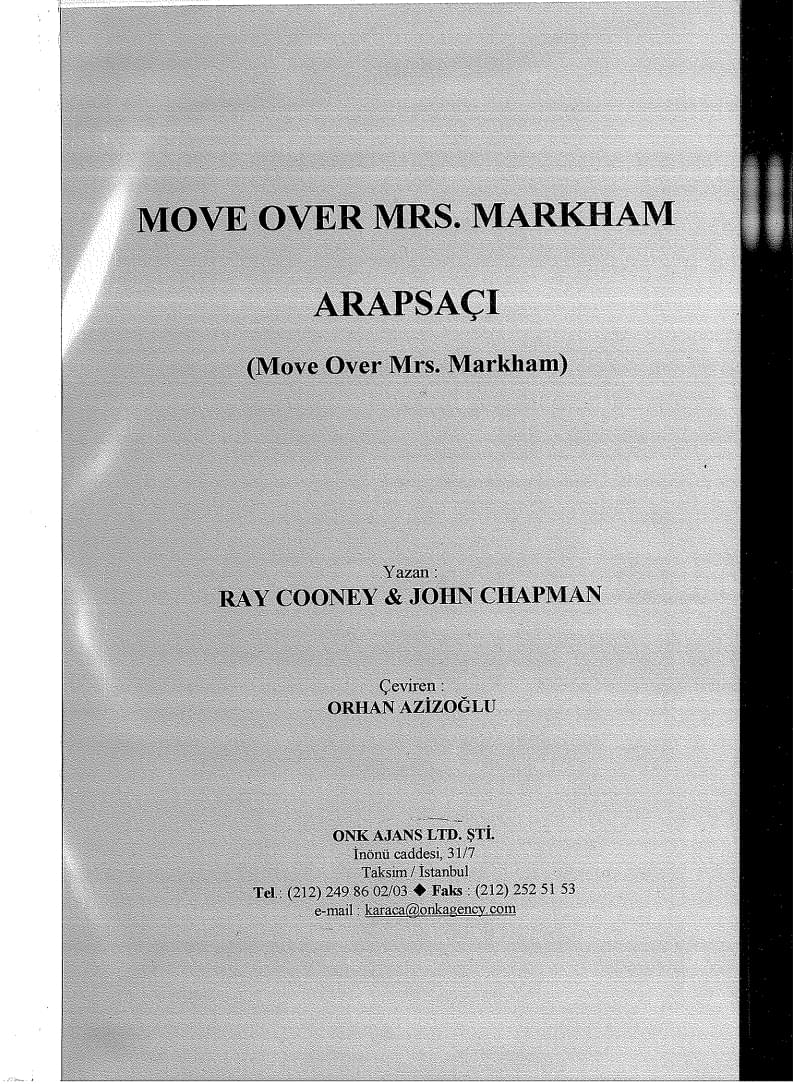 MOVE OVER MRS. MARKHAM
ARAPSAÇI
(Move Over Mrs. Markham)
Yazan :
RAY COONEY & JOHN CHAPMAN
Çeviren :
ORHAN AZİZOĞLU
ONK AJANS LTD. ŞTİ.
İnönü caddesi, 31/7
Taksim / İstanbul
Tel.: (212) 249 86 02/03 ◆ Faks : (212) 252 51 53
e-mail : karaca@onkagency.com